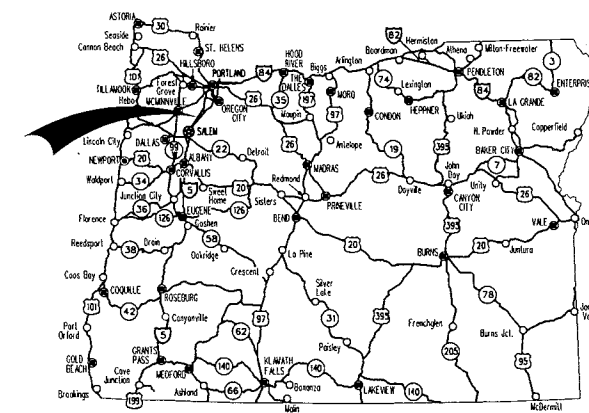 ASTORIA 30 Rainier
Seaside
Cannon Beach
ST. HELENS
26
HILLSBORO
101
Forest Grove
PORTLAND
TILLAMOOK
Hebo
MCMINNVILLE
OREGON CITY
26
84
HOOD RIVER
THE DALLES
Biggs
Arlington
Boardman
Hermiston
82
Athena
Milton-Freewater
PENDLETON
3
82
ENTERPRISE
35
197
Maupin
MORO
97
74
Lexington
HEPPNER
84
LA GRANDE
CONDON
Ukiah
Lincoln City
DALLAS
SALEM
99
22
Detroit
26
Antelope
19
395
N. Powder
Copperfield
BAKER CITY
7
NEWPORT
20
ALBANY
CORVALLIS
MADRAS
26
John Day
Waldport
34
Junction City
5
Sweet Home
20
Redmond
Sisters
PRINEVILLE
Dayville
Unity
26
CANYON CITY
Florence
36
126
EUGENE
Goshen
126
BEND
395
VALE
Reedsport
38
Drain
58
Oakridge
La Pine
20
BURNS
20
Juntura
Coos Bay
Crescent
COQUILLE
ROSEBURG
Silver Lake
78
101
42
Canyonville
97
395
Port Orford
62
31
Frenchglen
Burns Jct.
5
GOLD BEACH
GRANTS PASS
Paisley
205
95
Cave Junction
MEDFORD
140
KLAMATH FALLS
140
Brookings
199
Ashland
66
Bonanza
LAKEVIEW
140
Malin
McDermitt